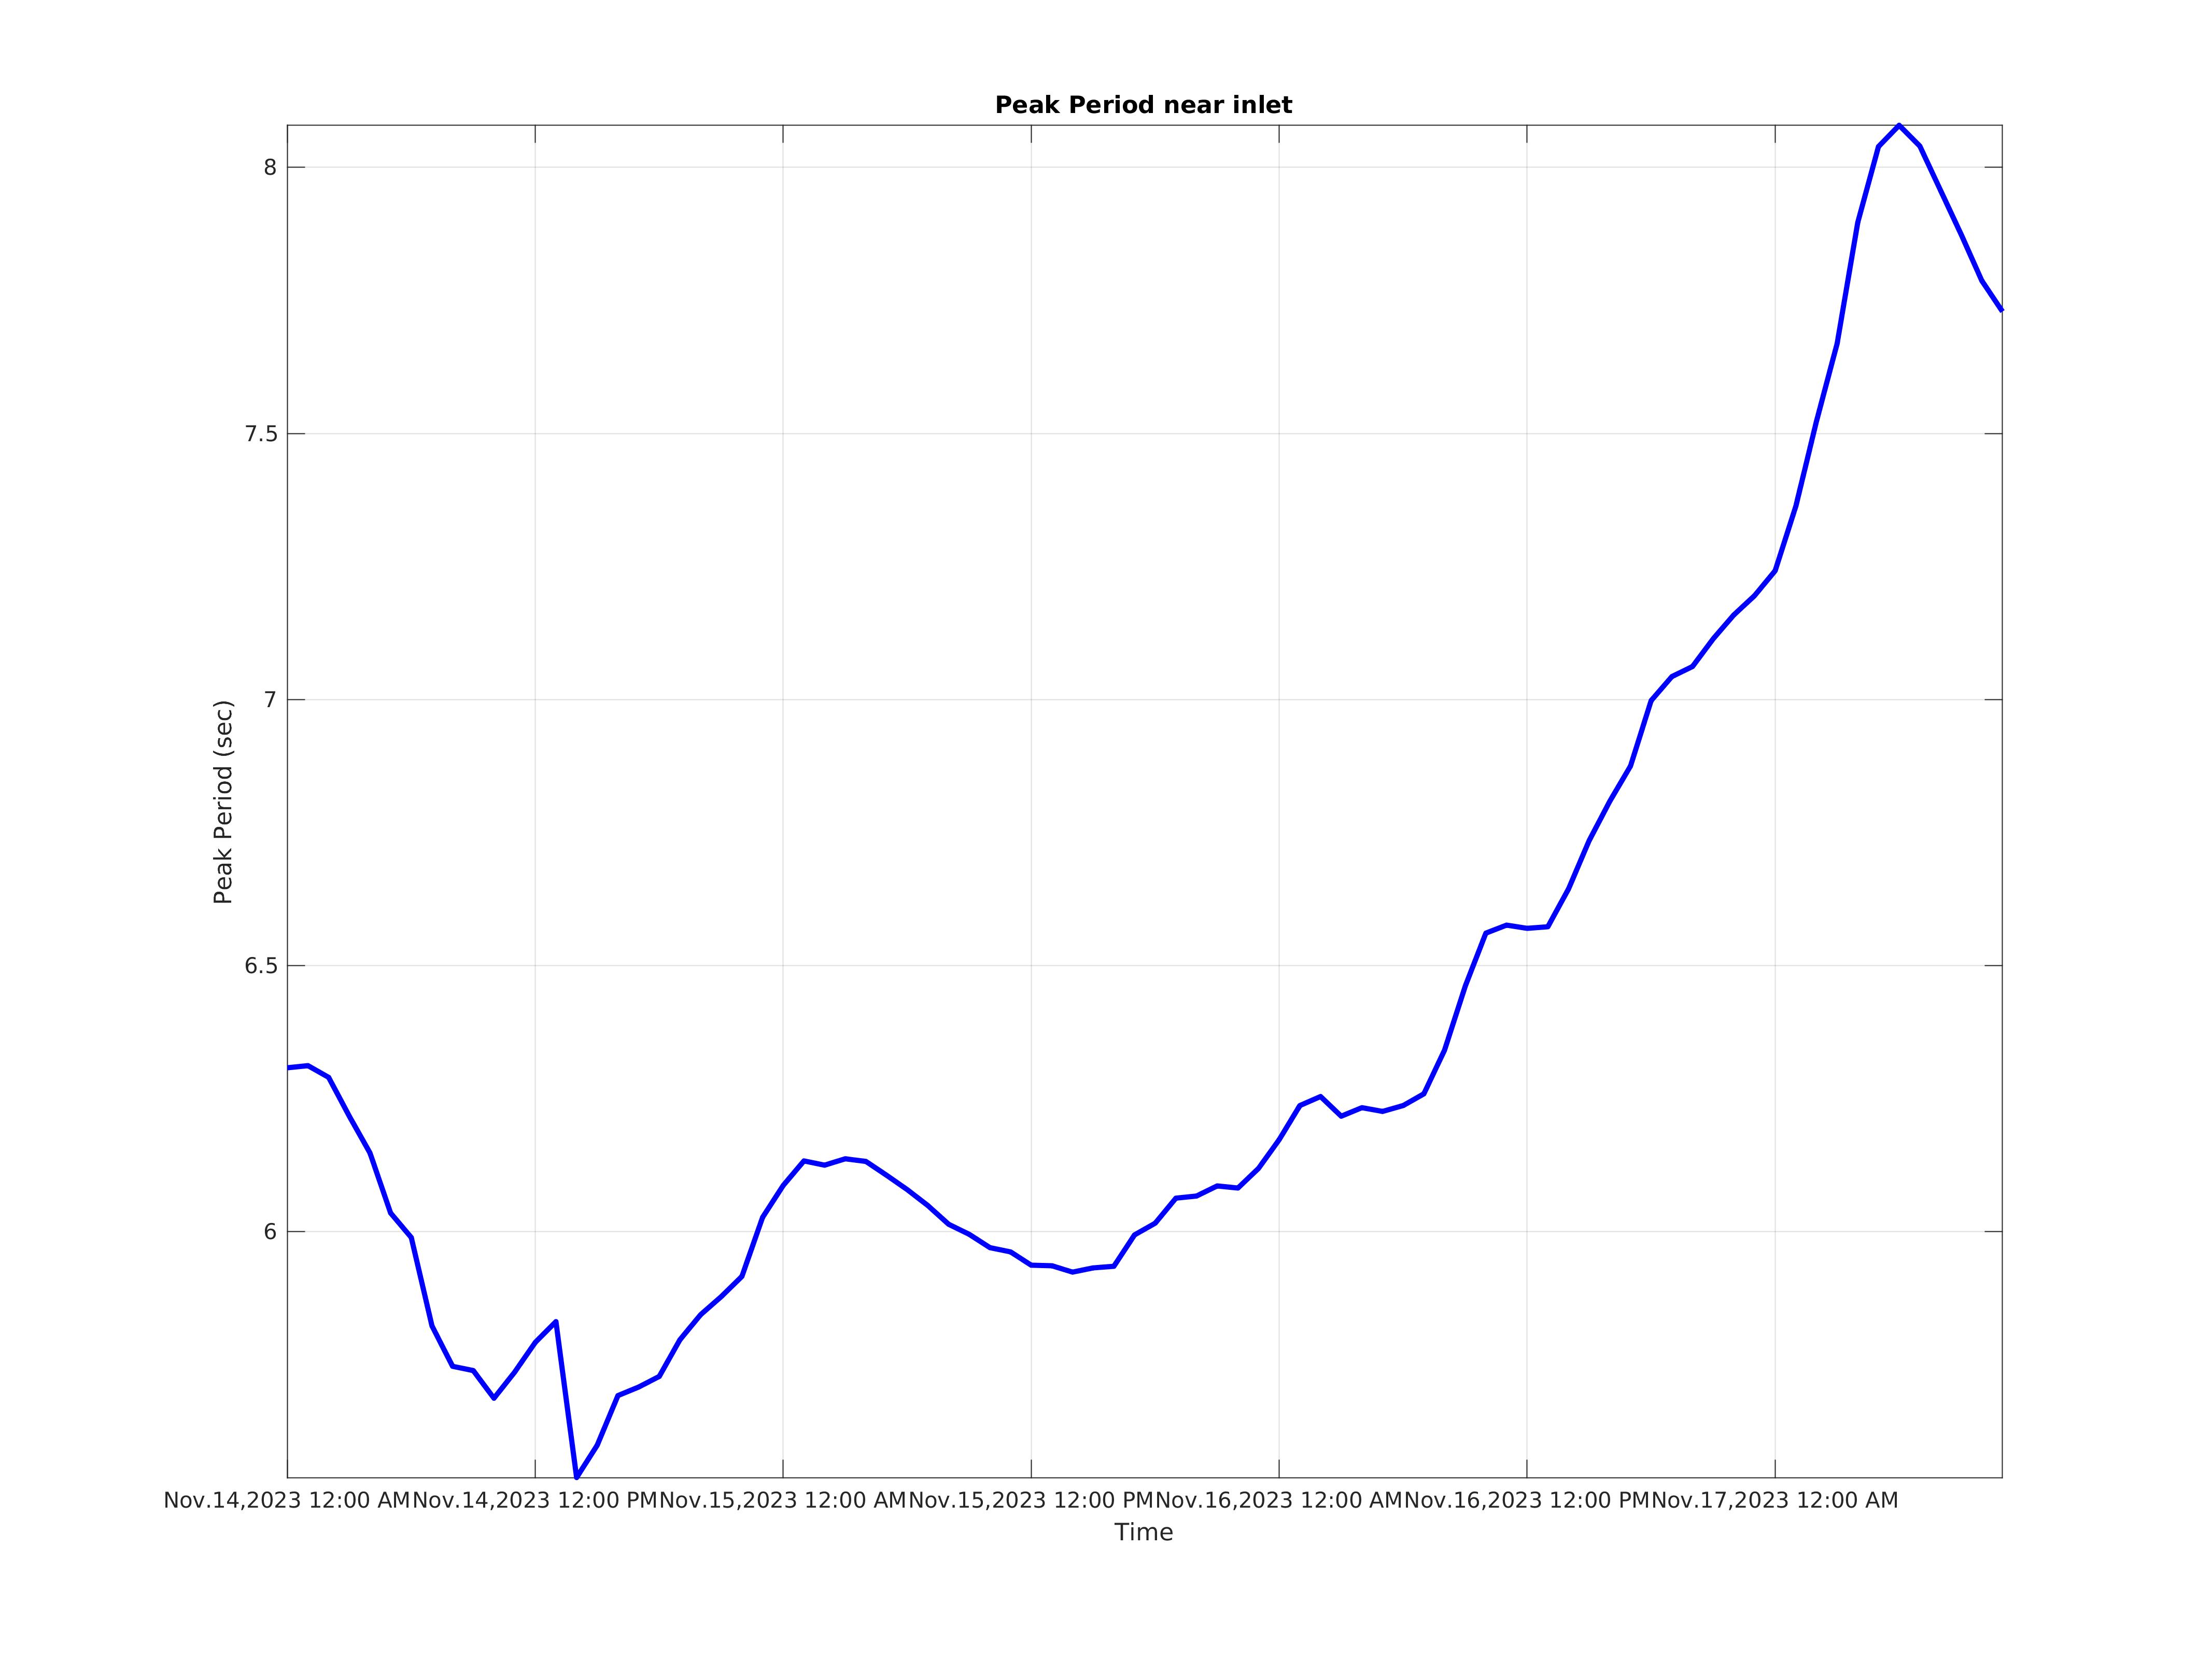 Peak Period near inlet
8
7.5
7
6.5
6
Peak Period (sec)
Nov.14,2023 12:00 AM Nov.14,2023 12:00 PM Nov.15,2023 12:00 AM Nov.15,2023 12:00 PM Nov.16,2023 12:00 AM Nov.16,2023 12:00 PM Nov.17,2023 12:00 AM
Time